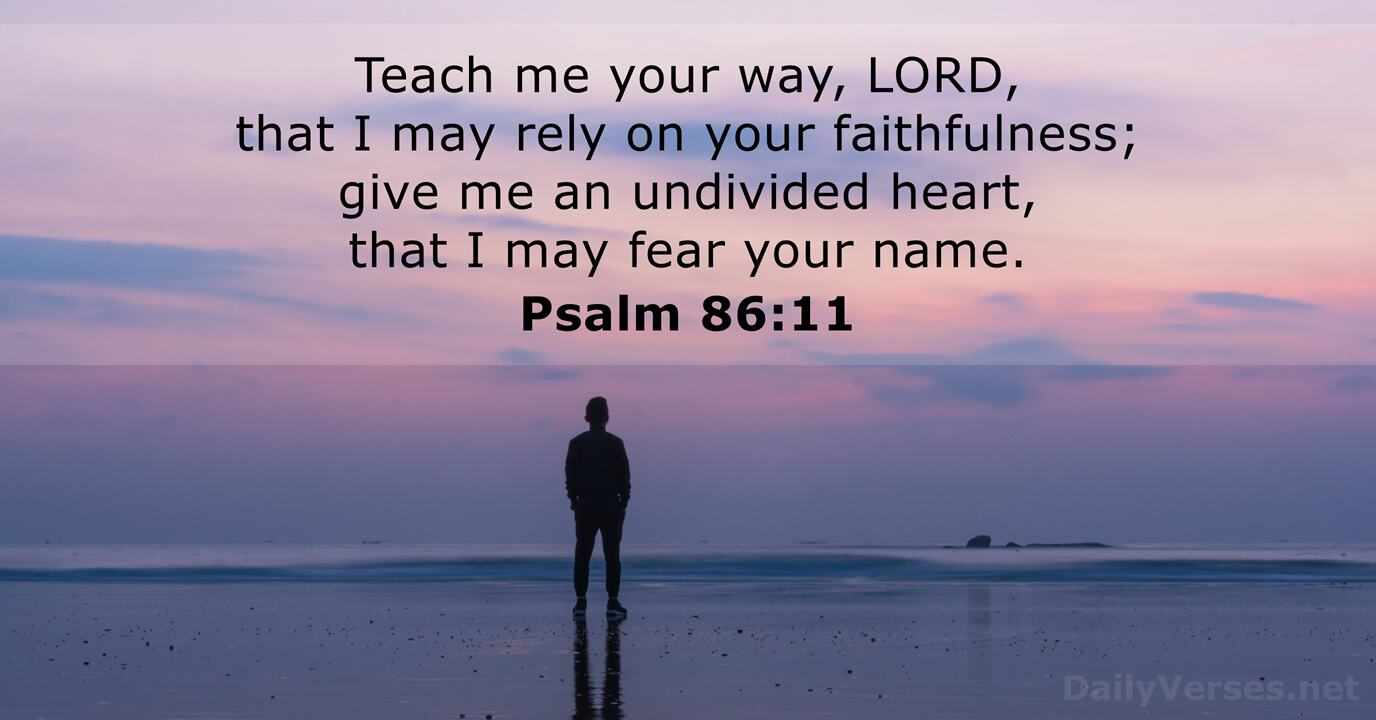 Teach me your way, LORD,
that I may rely on your faithfulness;
give me an undivided heart,
that I may fear your name.
Psalm 86:11
DailyVerses.net